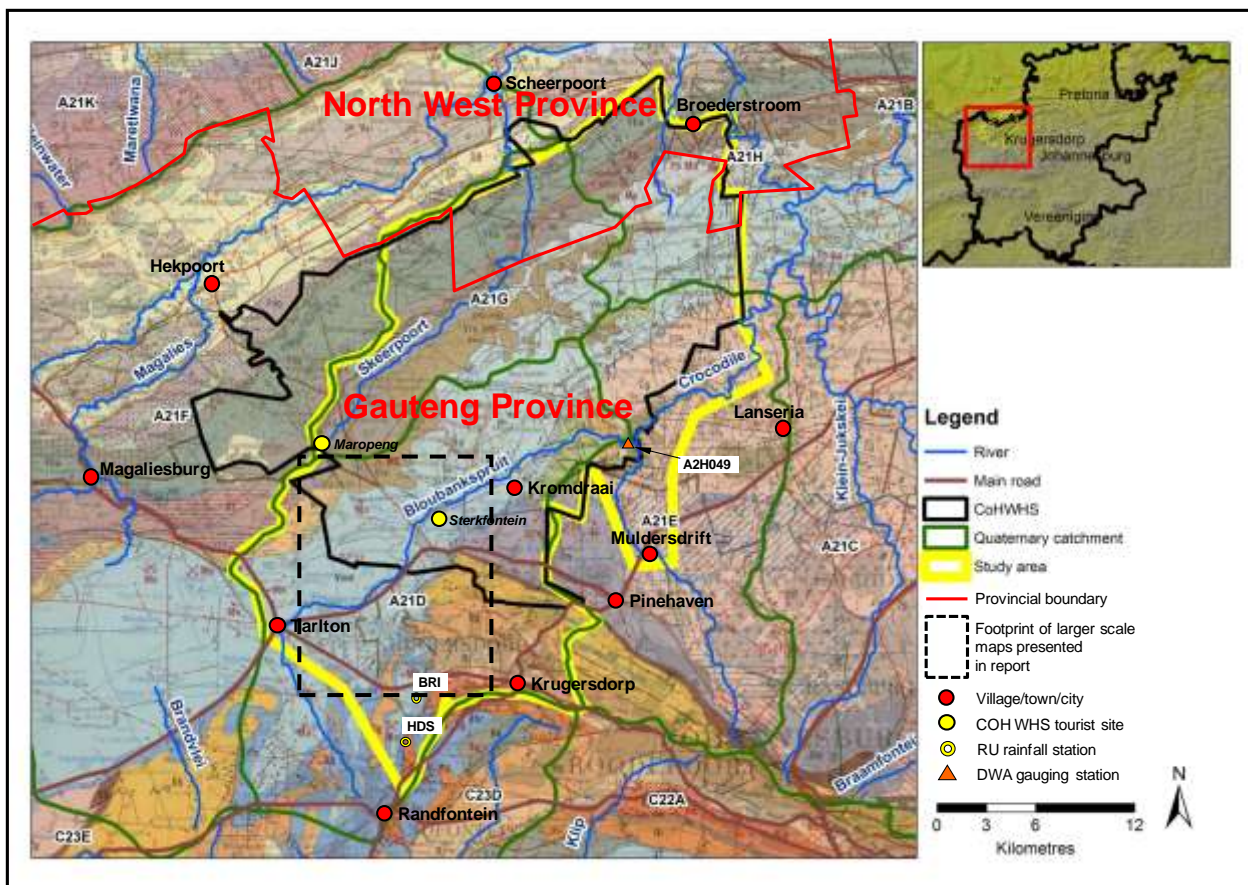 A21J
Scheerpoort
North West Province
Broederstroom
A21K
Maretlwana
A21B
A21H
Hekpoort
A21G
Magalies
Skeerpoort
Crocodile
A21F
Gauteng Province
Lanseria
Maropeng
A2H049
Magaliesburg
Bloubankspruit
Kromdraai
Klein-Jukskei
Sterkfontein
A21E
Muldersdrift
A21C
A21D
Pinehaven
Tarlton
BRI
Krugersdorp
Brandvlei
HDS
Braamfontei
C23D
C22A
Randfontein
Klip
C23E
Pretoria
Krugersdorp
Johannesburg
Vereeniging
Legend
River
Main road
CoHWHS
Quaternary catchment
Study area
Provincial boundary
Footprint of larger scale
maps presented
in report
Village/town/city
COH WHS tourist site
RU rainfall station
DWA gauging station
N
0 3 6 12
Kilometres